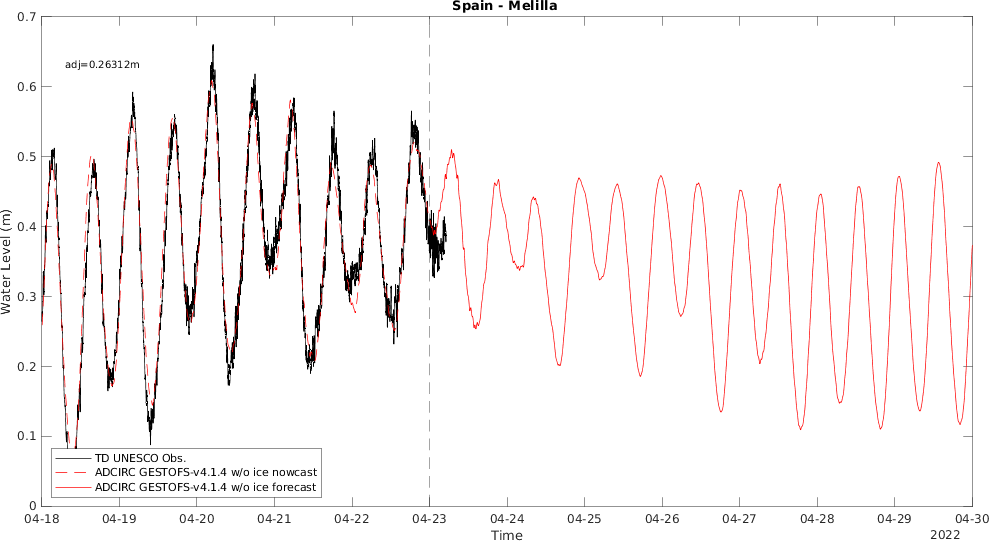 Spain - Melilla
0.7
0.6
0.5
0.4
0.3
0.2
0.1
0
Water Level (m)
adj=0.26312m
TD UNESCO Obs.
ADCIRC GESTOFS-v4.1.4 w/o ice nowcast
ADCIRC GESTOFS-v4.1.4 w/o ice forecast
04-18 04-19 04-20 04-21 04-22 04-23 04-24 04-25 04-26 04-27 04-28 04-29 04-30
Time
2022